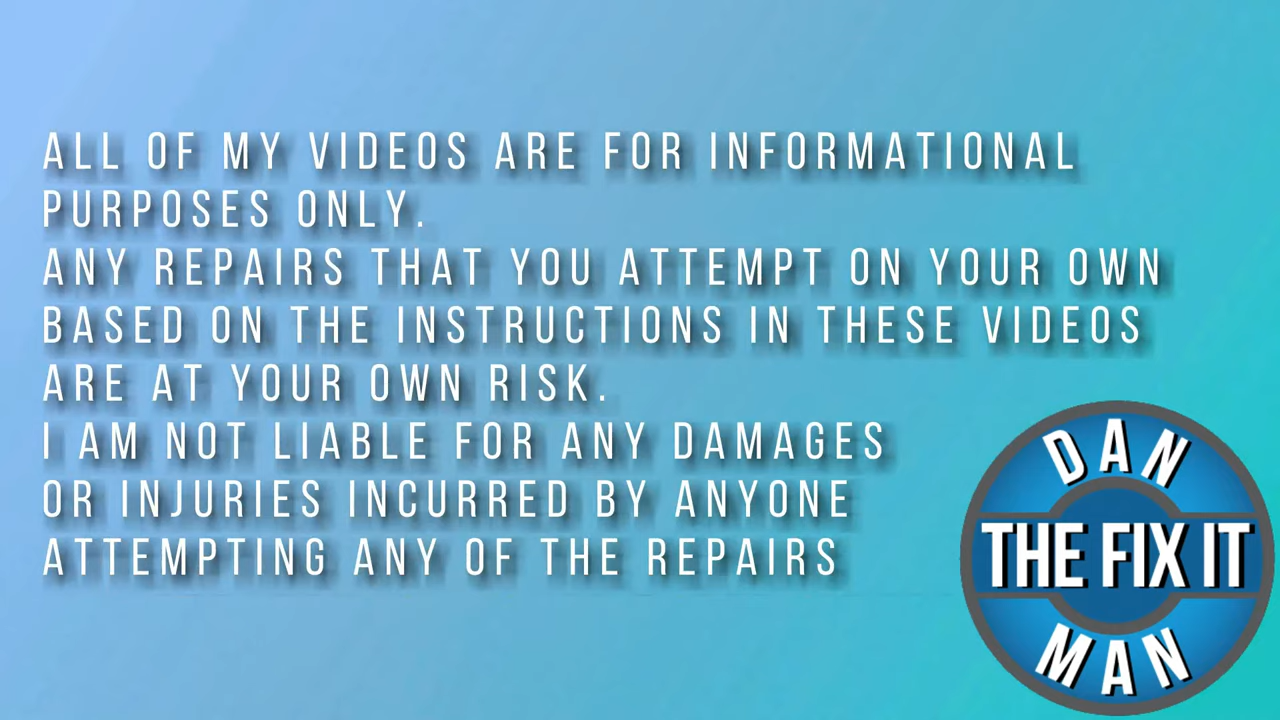 ALL OF MY VIDEOS ARE FOR INFORMATIONAL
PURPOSES ONLY.
ANY REPAIRS THAT YOU ATTEMPT ON YOUR OWN
BASED ON THE INSTRUCTIONS IN THESE VIDEOS
ARE AT YOUR OWN RISK.
I AM NOT LIABLE FOR ANY DAMAGES
OR INJURIES INCURRED BY ANYONE
ATTEMPTING ANY OF THE REPAIRS
DAN
THE FIX IT
MAN